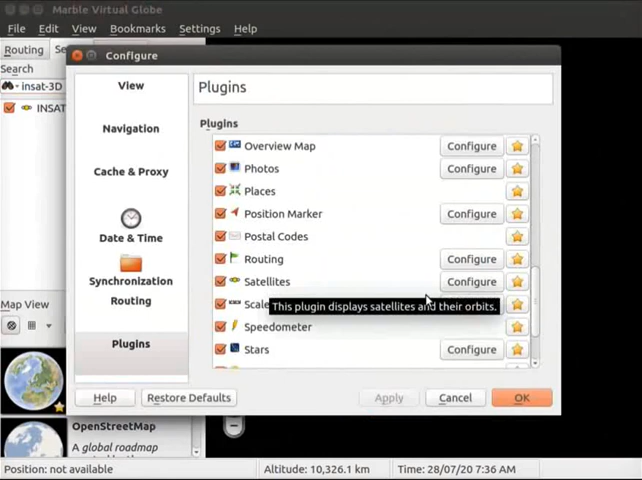 Marble Virtual Globe
File Edit View Bookmarks Settings Help
Routing
Search
insat-3D
INSAT
Configure
View
Navigation
Cache & Proxy
Date & Time
Synchronization
Routing
Plugins
Plugins
Plugins
Overview Map Configure
Photos Configure
Places
Position Marker Configure
Postal Codes
Routing Configure
Satellites Configure
Scale
This plugin displays satellites and their orbits.
Speedometer
Stars Configure
Help Restore Defaults Apply Cancel OK
Map View
OpenStreetMap
A global roadmap
Position: not available Altitude: 10,326.1 km Time: 28/07/20 7:36 AM